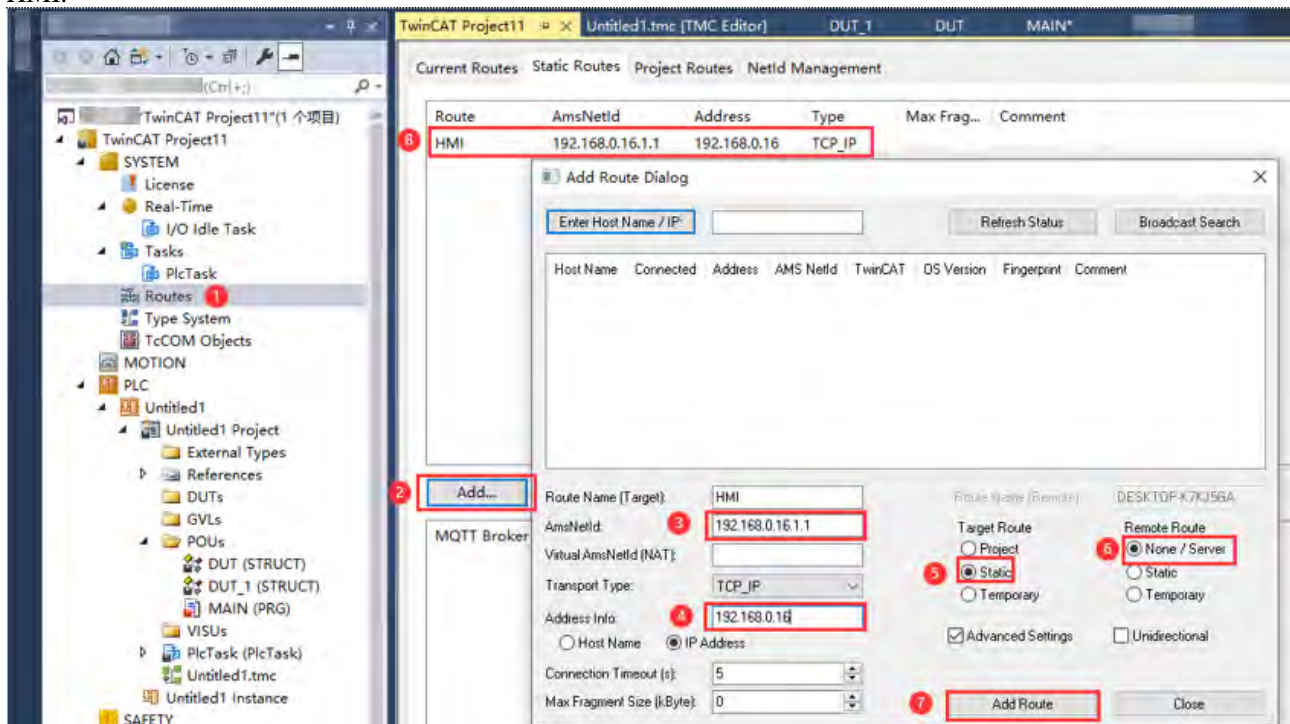 HMI.
TwinCAT Project11
Untitled1.tmc [TMC Editor]
DUT_1
DUT
MAIN*
(Ctrl+;)
Current Routes Static Routes Project Routes NetId Management
"TwinCAT Project11"(1 个项目)
TwinCAT Project11
SYSTEM
License
Real-Time
I/O Idle Task
Tasks
PlcTask
Routes 1
Type System
TcCOM Objects
MOTION
PLC
Untitled1
Untitled1 Project
External Types
References
DUTs
GVLs
POUs
DUT (STRUCT)
DUT_1 (STRUCT)
MAIN (PRG)
VISUs
PlcTask (PlcTask)
Untitled1.tmc
Untitled1 Instance
SAFETY
Route AmsNetId Address Type Max Frag... Comment
8 HMI 192.168.0.16.1.1 192.168.0.16 TCP_IP
Add Route Dialog
Enter Host Name / IP:
Refresh Status
Broadcast Search
Host Name Connected Address AMS NetId TwinCAT OS Version Fingerprint Comment
2 Add...
MQTT Broker
Route Name (Target): HMI
Route Name (Remote): DESKTOP-K7KJ56A
AmsNetId: 3 192.168.0.16.1.1
Virtual AmsNetId (NAT):
Transport Type: TCP_IP
Address Info: 4 192.168.0.16
Host Name IP Address
Connection Timeout (s): 5
Max Fragment Size (kByte): 0
Target Route
Project
5 Static
Temporary
Remote Route
6 None / Server
Static
Temporary
Advanced Settings
Unidirectional
7 Add Route
Close